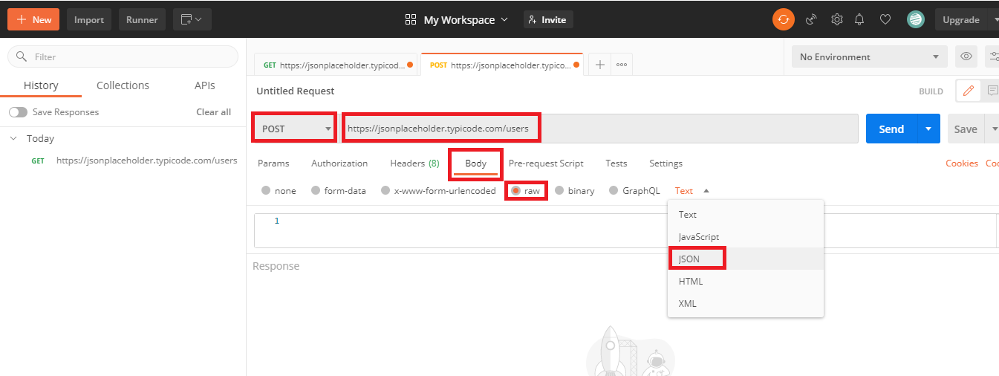 New Import Runner My Workspace Invite Upgrade
Filter
History Collections APIs
Save Responses Clear all
Today
GET https://jsonplaceholder.typicode.com/users
GET https://jsonplaceholder.typicod... POST https://jsonplaceholder.typico... No Environment
Untitled Request BUILD
POST https://jsonplaceholder.typicode.com/users Send Save
Params Authorization Headers (8) Body Pre-request Script Tests Settings Cookies Coo
none form-data x-www-form-urlencoded raw binary GraphQL Text
1
Text
JavaScript
JSON
HTML
XML
Response